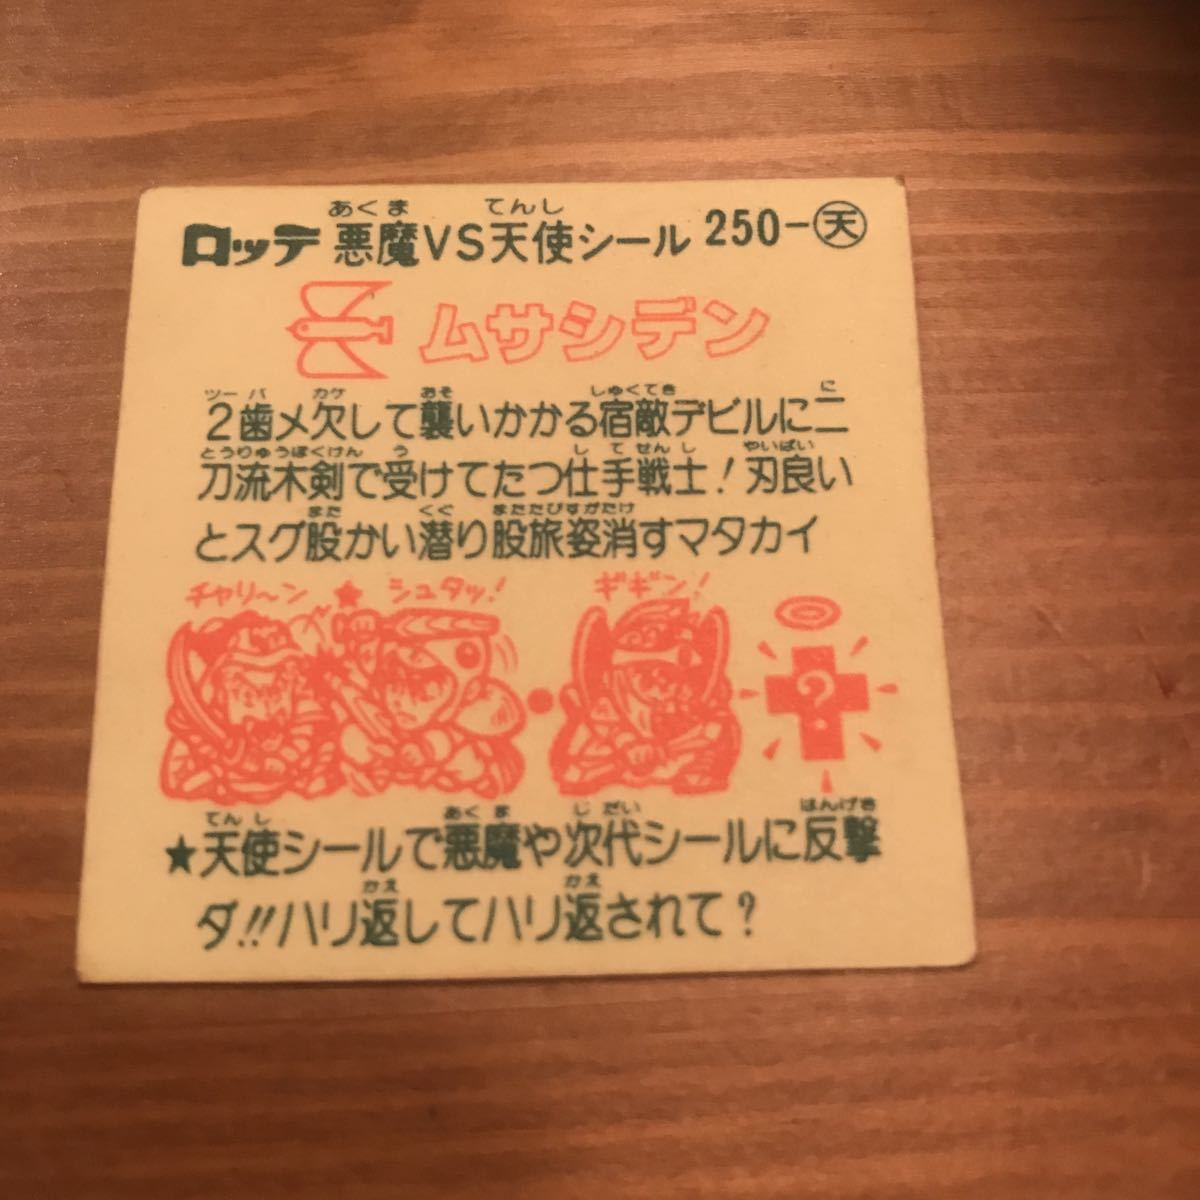 あくま てんし
ロッテ 悪魔VS天使シール 250-天
ムサシデン
ツーバ カケ あそ しゅくてき に
2歯メ欠して襲いかかる宿敵デビルに二
とうりゅうぼくけん う してせんし やいばい
刀流木剣で受けてたつ仕手戦士!刃良い
また くぐ またたびすがたけ
とスグ股かい潜り股旅姿消すマタカイ
チャリ〜ン★ シュタッ! ギギン!
?
てんし あくま じだい はんげき
★天使シールで悪魔や次代シールに反撃
かえ かえ
ダ!!ハリ返してハリ返されて?